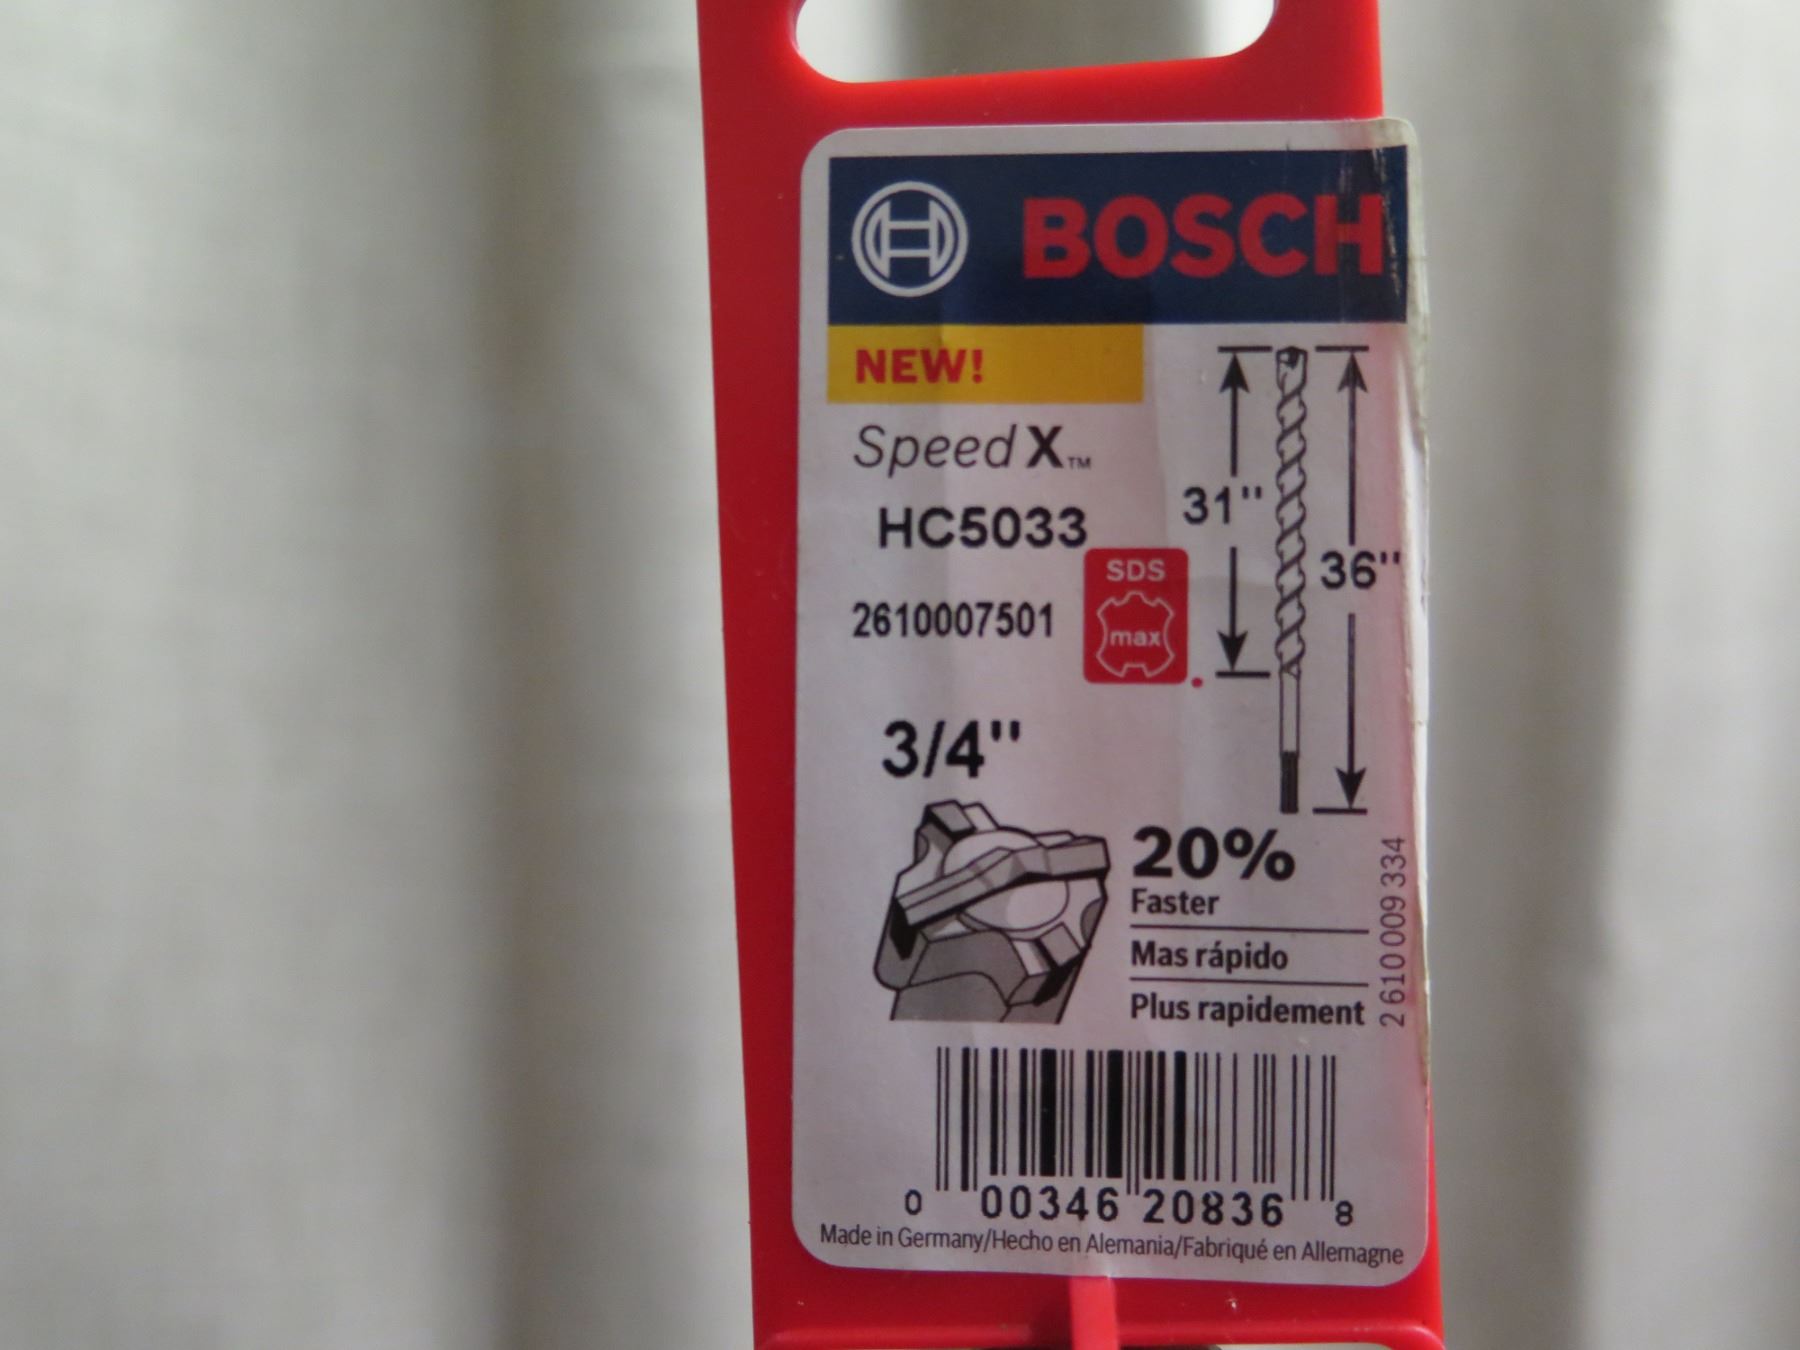 BOSCH
NEW!
Speed X™
HC5033
2610007501
SDS
max
31"
36"
3/4"
20%
Faster
Mas rápido
Plus rapidement
2 610 009 334
0 00346 20836 8
Made in Germany/Hecho en Alemania/Fabriqué en Allemagne